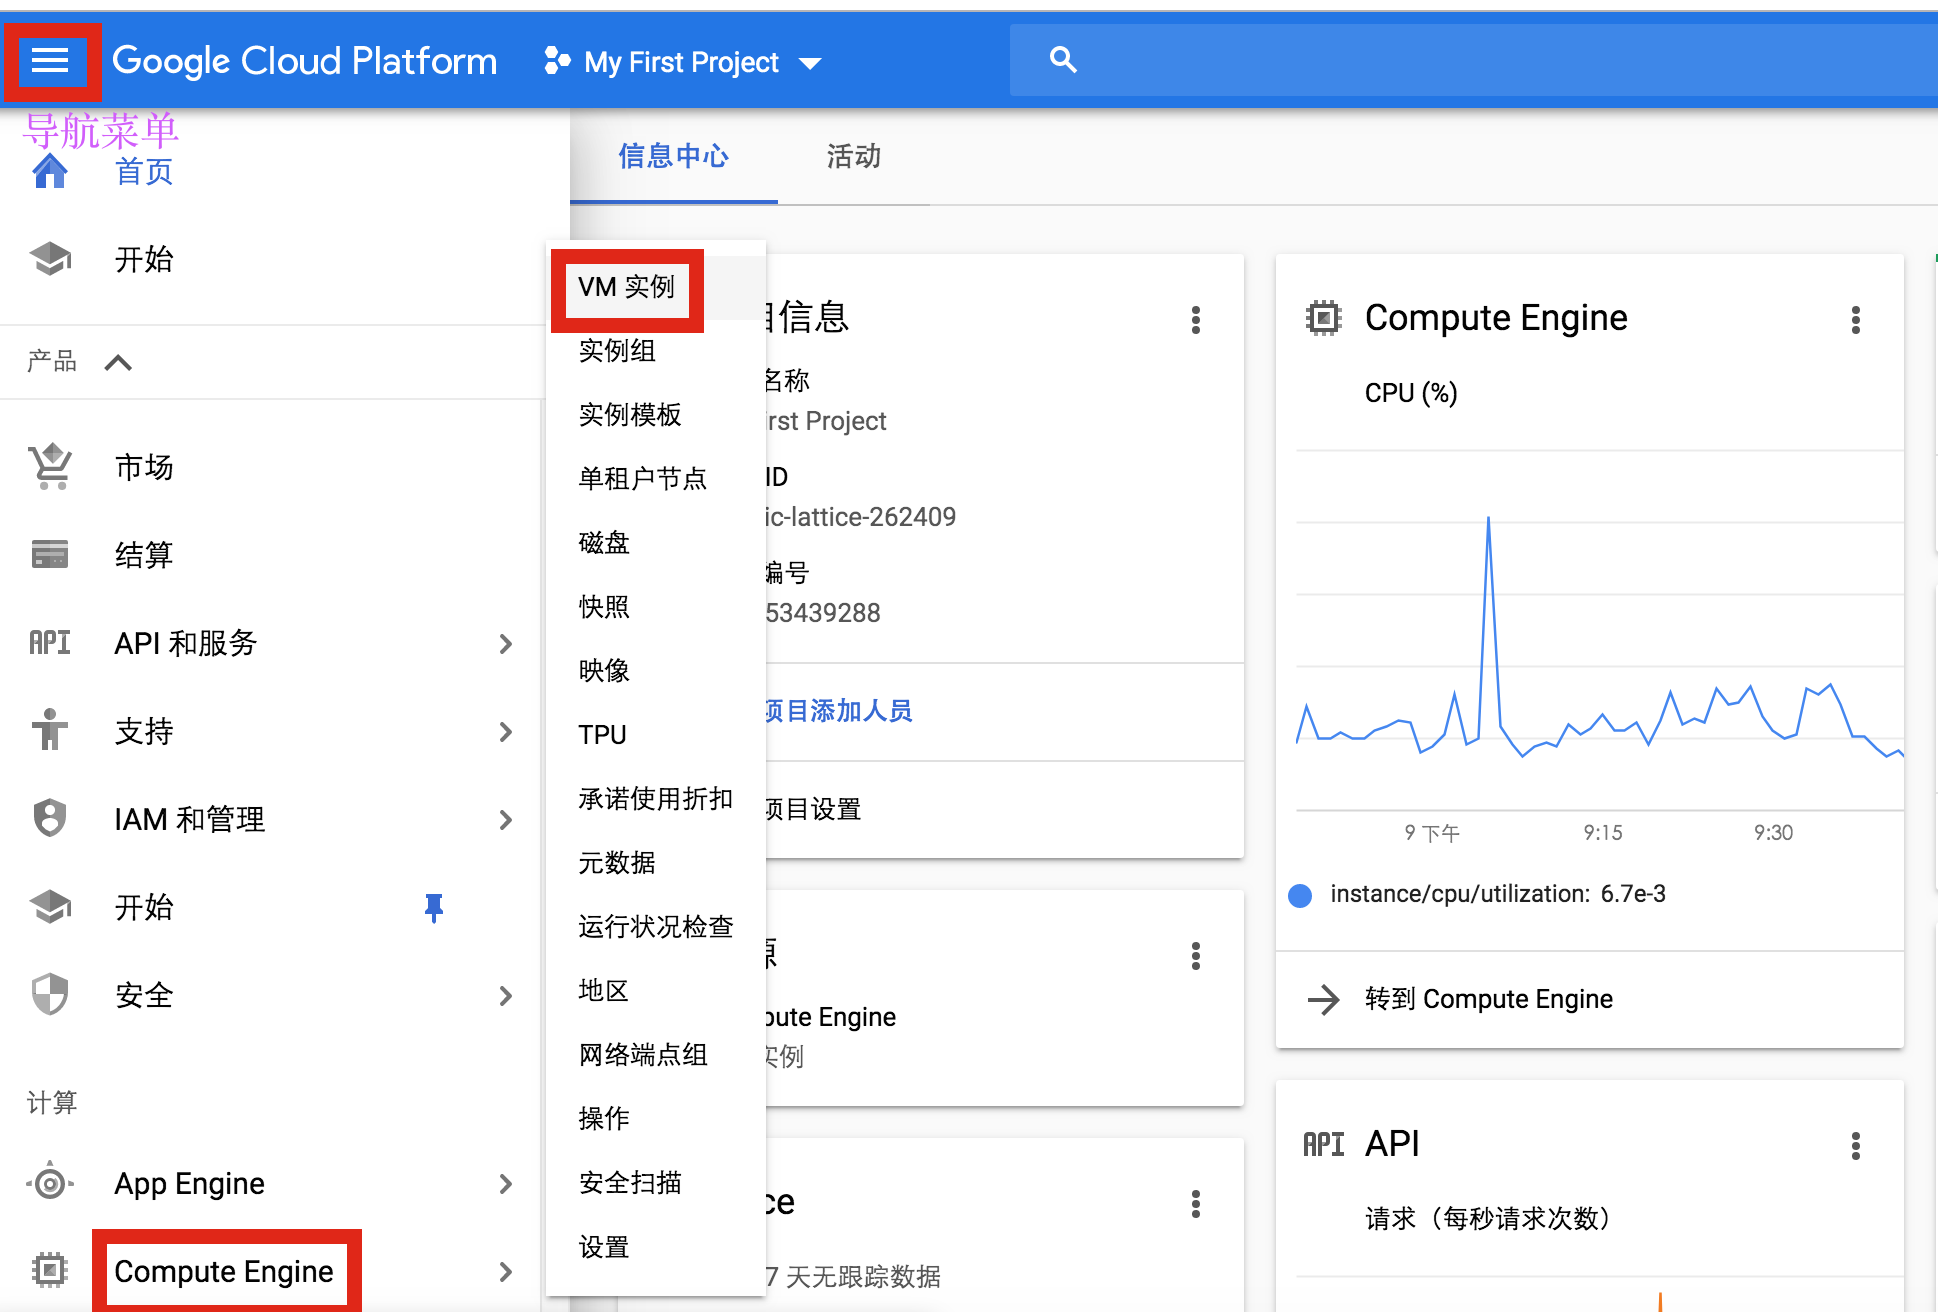 Google Cloud Platform
My First Project
导航菜单
首页
开始
产品
市场
结算
API 和服务
支持
IAM 和管理
开始
安全
计算
App Engine
Compute Engine
VM 实例
实例组
实例模板
单租户节点
磁盘
快照
映像
TPU
承诺使用折扣
元数据
运行状况检查
地区
网络端点组
操作
安全扫描
设置
信息中心
活动
目信息
名称
irst Project
ID
ic-lattice-262409
编号
53439288
项目添加人员
项目设置
源
pute Engine
实例
ce
7 天无跟踪数据
Compute Engine
CPU (%)
9 下午
9:15
9:30
instance/cpu/utilization: 6.7e-3
转到 Compute Engine
API
API
请求（每秒请求次数）